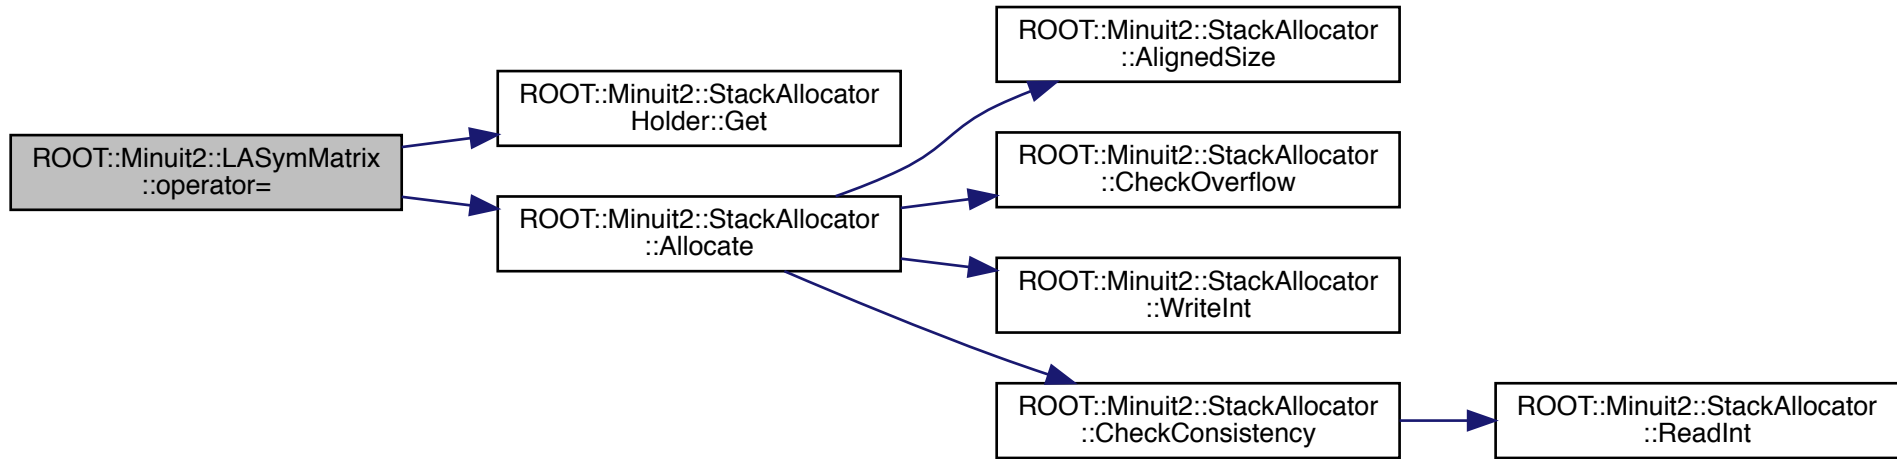 ROOT::Minuit2::LASymMatrix
::operator=
ROOT::Minuit2::StackAllocator
Holder::Get
ROOT::Minuit2::StackAllocator
::Allocate
ROOT::Minuit2::StackAllocator
::AlignedSize
ROOT::Minuit2::StackAllocator
::CheckOverflow
ROOT::Minuit2::StackAllocator
::WriteInt
ROOT::Minuit2::StackAllocator
::CheckConsistency
ROOT::Minuit2::StackAllocator
::ReadInt